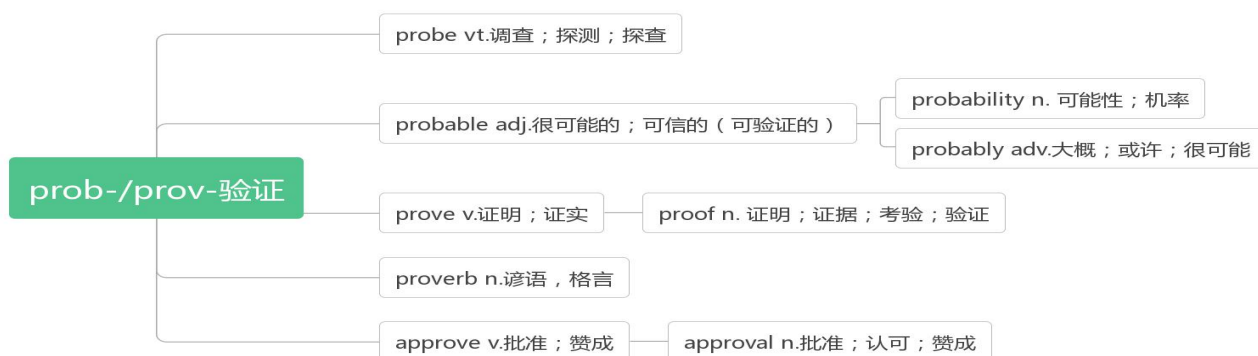 prob-/prov-验证
probe vt.调查；探测；探查
probable adj.很可能的；可信的（可验证的）
probability n. 可能性；机率
probably adv.大概；或许；很可能
prove v.证明；证实
proof n. 证明；证据；考验；验证
proverb n.谚语，格言
approve v.批准；赞成
approval n.批准；认可；赞成